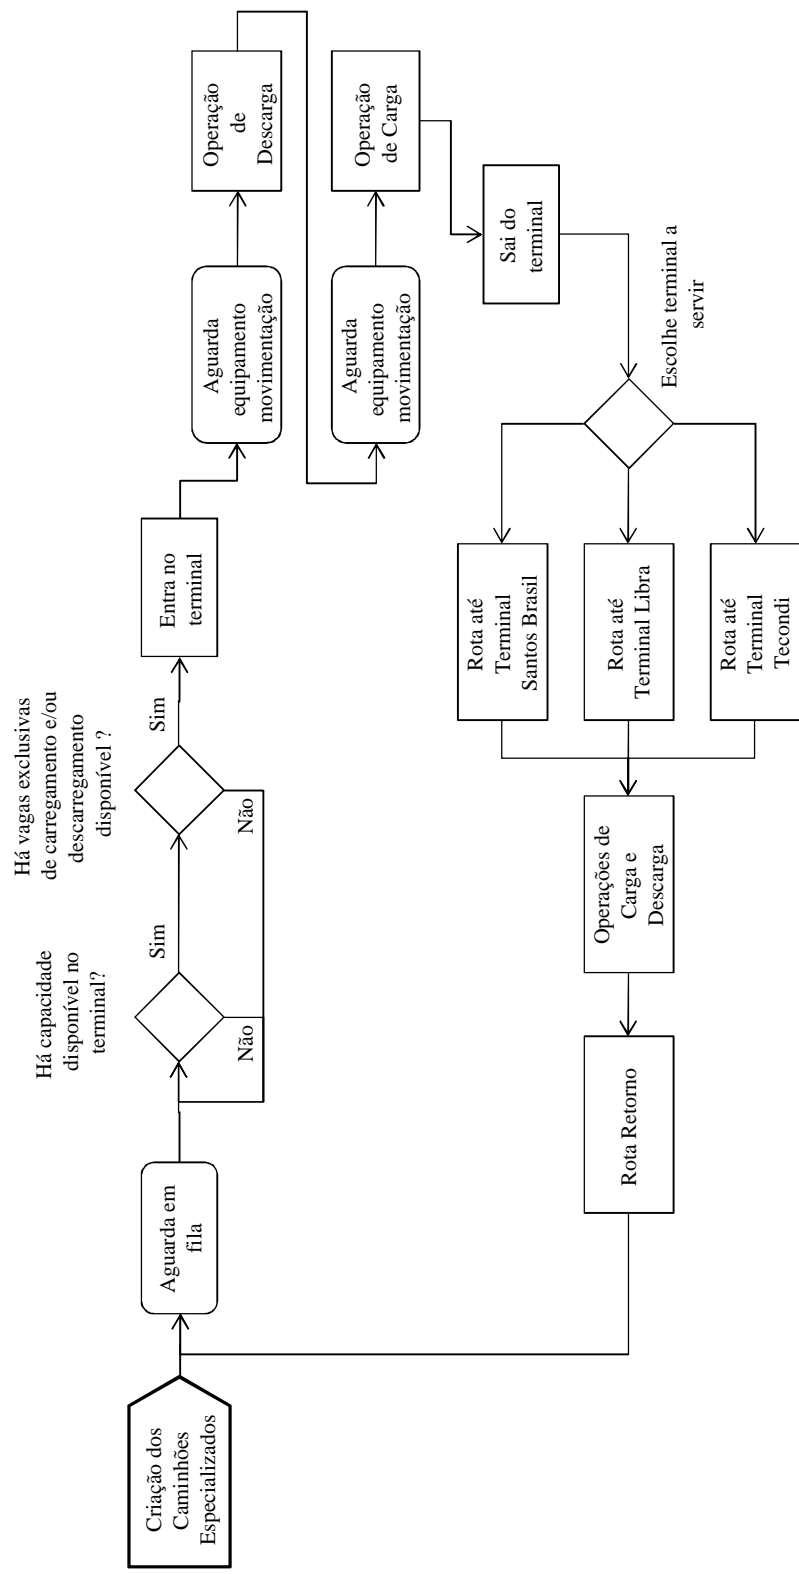 Criação dos
Caminhões
Especializados
Aguarda em
fila
Há capacidade
disponível no
terminal?
Sim
Não
Há vagas exclusivas
de carregamento e/ou
descarregamento
disponível ?
Sim
Não
Entra no
terminal
Aguarda
equipamento
movimentação
Operação
de
Descarga
Aguarda
equipamento
movimentação
Operação
de Carga
Sai do
terminal
Escolhe terminal a
servir
Rota até
Terminal
Santos Brasil
Rota até
Terminal Libra
Rota até
Terminal
Tecondi
Operações de
Carga e
Descarga
Rota Retorno